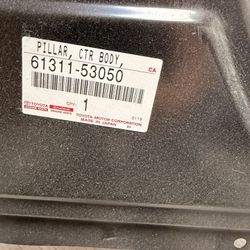 PILLAR, CTR BODY,
61311-53050
CA
TOYOTA
QTY.
1
TOYOTA MOTOR CORPORATION
MADE IN JAPAN